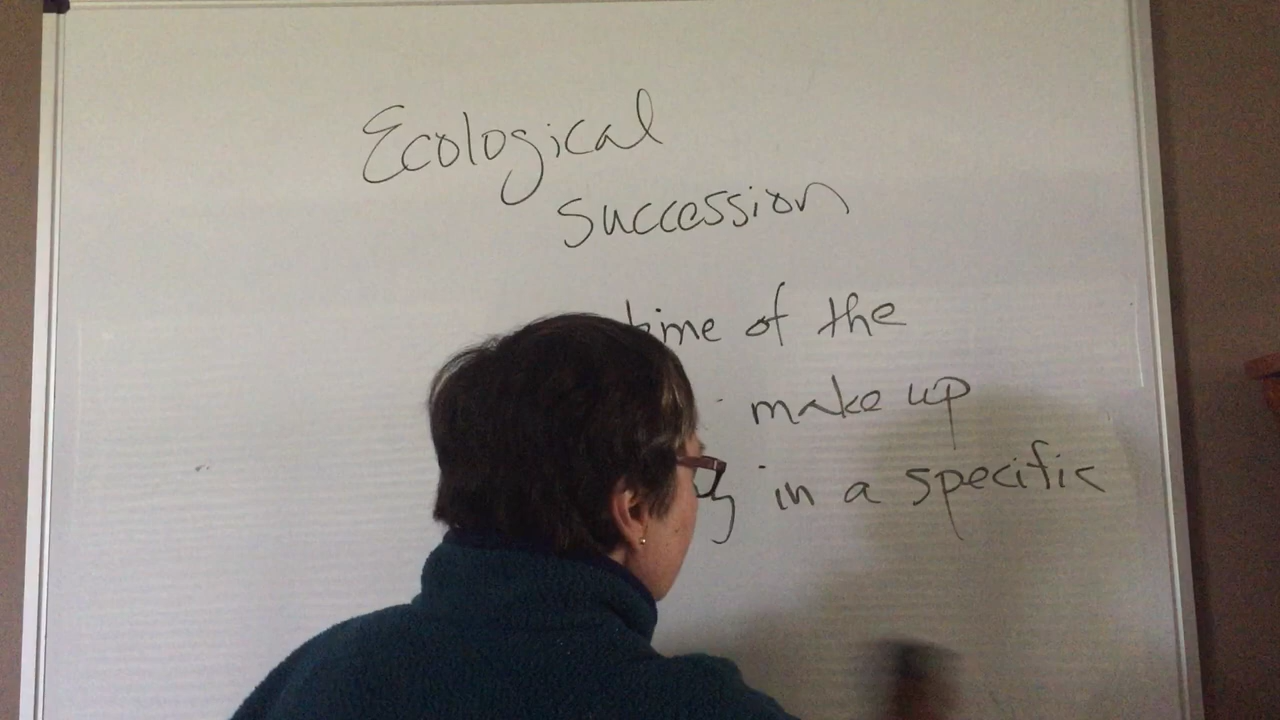 Ecological
succession
time of the
make up
in a specific